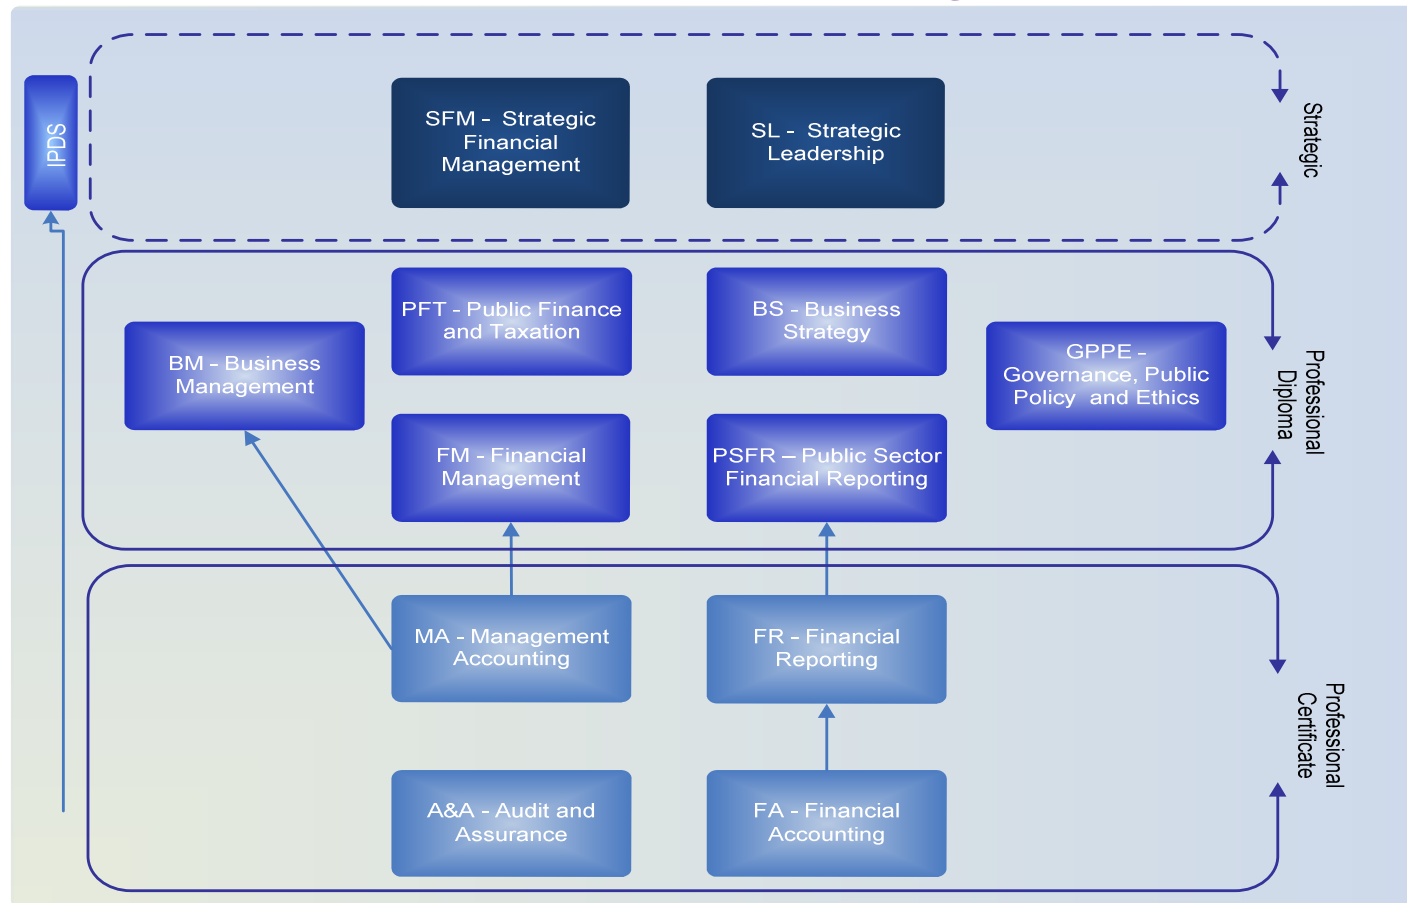 IPDS
SFM - Strategic
Financial
Management
SL - Strategic
Leadership
Strategic
PFT - Public Finance
and Taxation
BS - Business
Strategy
BM - Business
Management
GPPE -
Governance, Public
Policy and Ethics
Professional
Diploma
FM - Financial
Management
PSFR – Public Sector
Financial Reporting
MA - Management
Accounting
FR - Financial
Reporting
Professional
Certificate
A&A - Audit and
Assurance
FA - Financial
Accounting